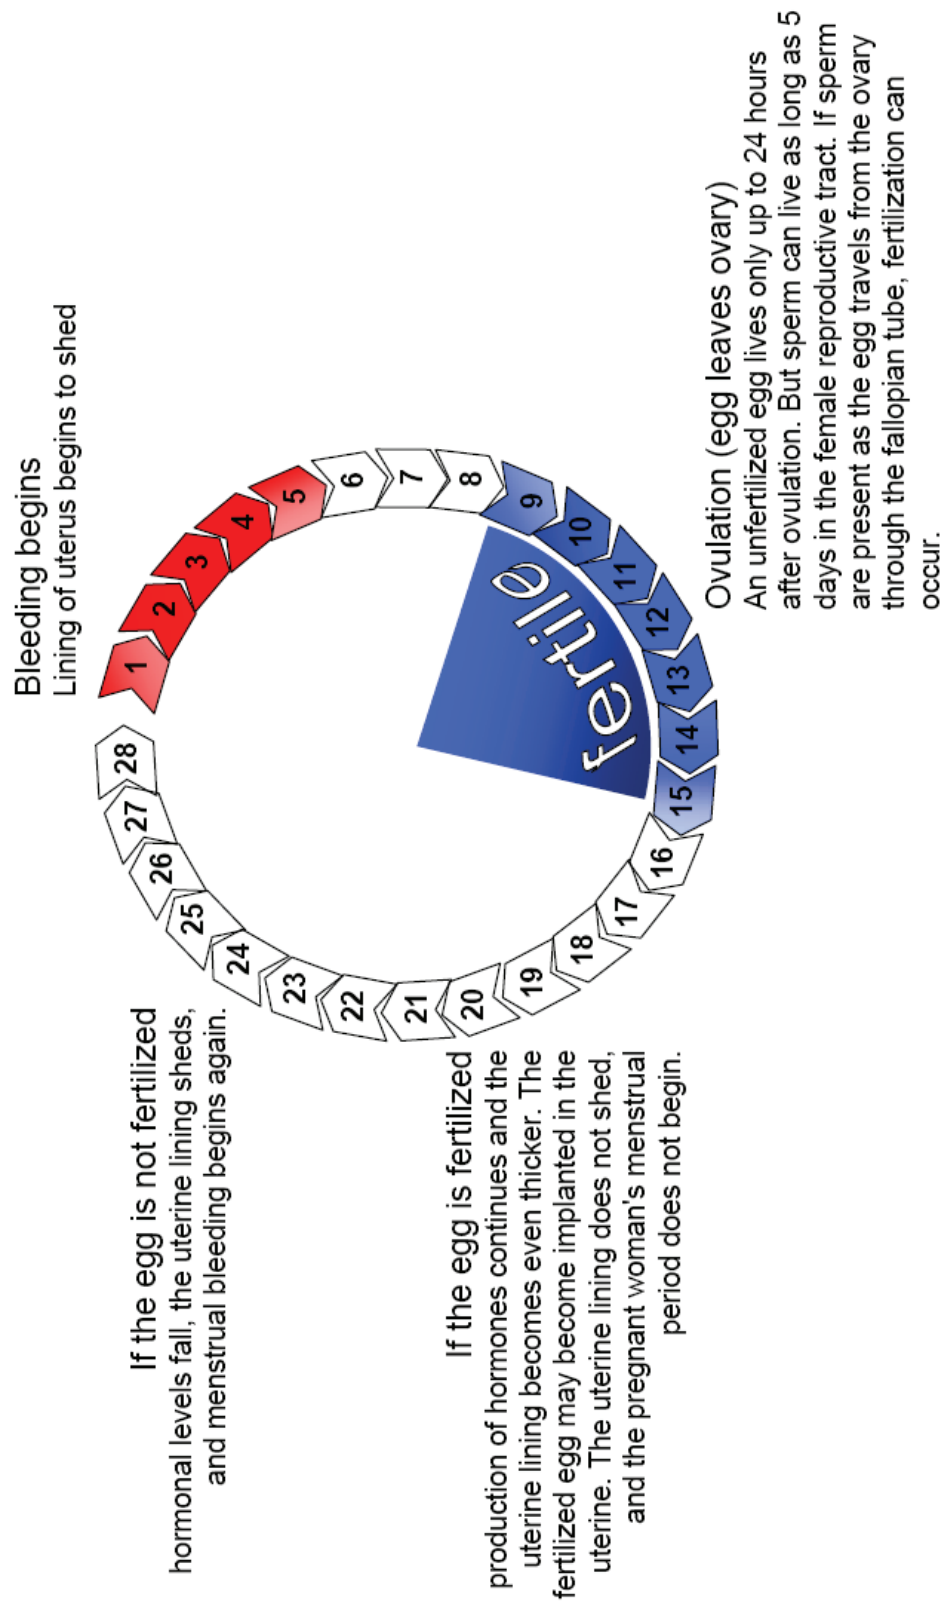 Bleeding begins
Lining of uterus begins to shed
1
2
3
4
5
6
7
8
9
10
11
12
13
14
15
16
17
18
19
20
21
22
23
24
25
26
27
28
fertile
Ovulation (egg leaves ovary)
An unfertilized egg lives only up to 24 hours
after ovulation. But sperm can live as long as 5
days in the female reproductive tract. If sperm
are present as the egg travels from the ovary
through the fallopian tube, fertilization can
occur.
If the egg is fertilized
production of hormones continues and the
uterine lining becomes even thicker. The
fertilized egg may become implanted in the
uterine. The uterine lining does not shed,
and the pregnant woman's menstrual
period does not begin.
If the egg is not fertilized
hormonal levels fall, the uterine lining sheds,
and menstrual bleeding begins again.